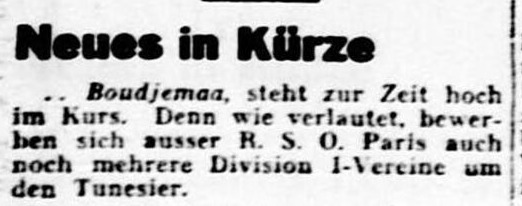 Neues in Kürze
.. Boudjemaa, steht zur Zeit hoch
im Kurs. Denn wie verlautet, bewer-
ben sich ausser R. S. O. Paris auch
noch mehrere Division I-Vereine um
den Tunesier.